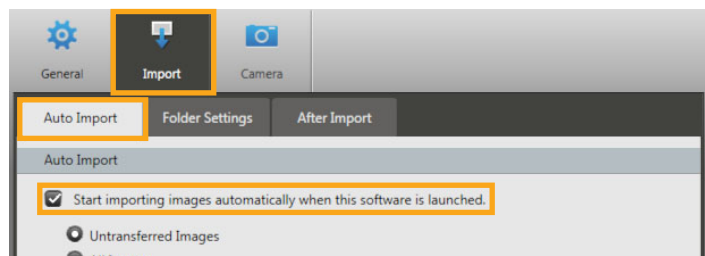 General Import Camera
Auto Import Folder Settings After Import
Auto Import
Start importing images automatically when this software is launched.
Untransferred Images